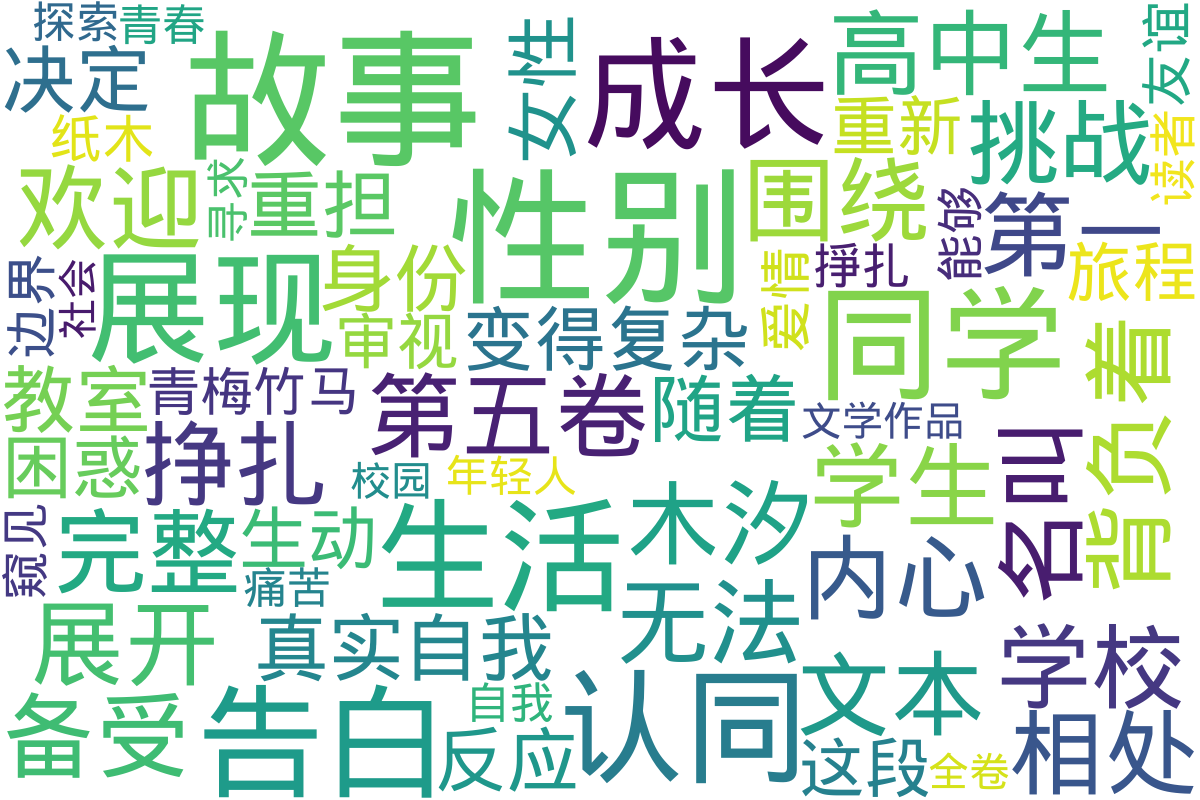 探索
青春
决定
故事
女性
成长
高中生
友谊
纸木
重新
挑战
读者
欢迎
寻求
重担
性别
围绕
能够
第一
边界
社会
展现
身份
审视
变得复杂
爱情
掙扎
旅程
同学
背负着
教室
青梅竹马
第五卷
随着
文学作品
困惑
挣扎
校园
年轻人
学生
名叫
窥见
完整
生动
生活
木汐
内心
痛苦
无法
展开
真实自我
学校
备受
告白
自我
反应
认同
文本
这段
全卷
相处